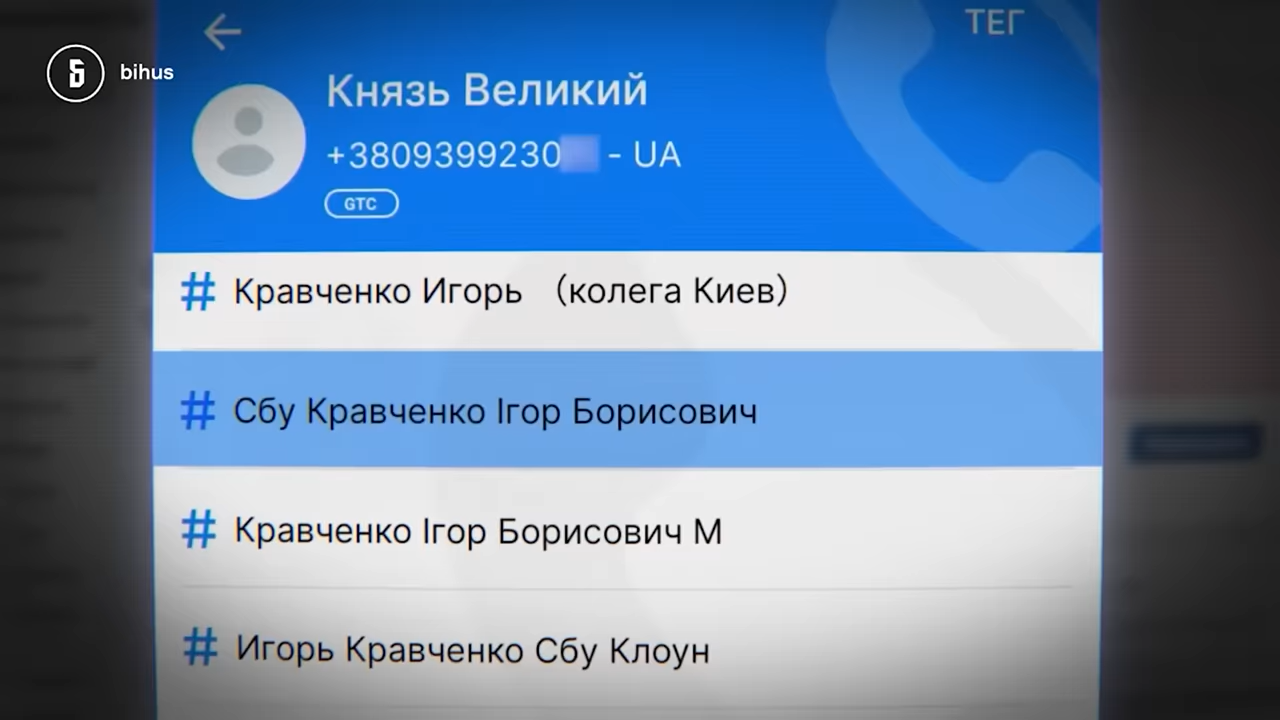 bihus
ТЕГ
Князь Великий
+3809399230 - UA
GTC
# Кравченко Игорь (колега Киев)
# Сбу Кравченко Ігор Борисович
# Кравченко Ігор Борисович М
# Игорь Кравченко Сбу Клоун